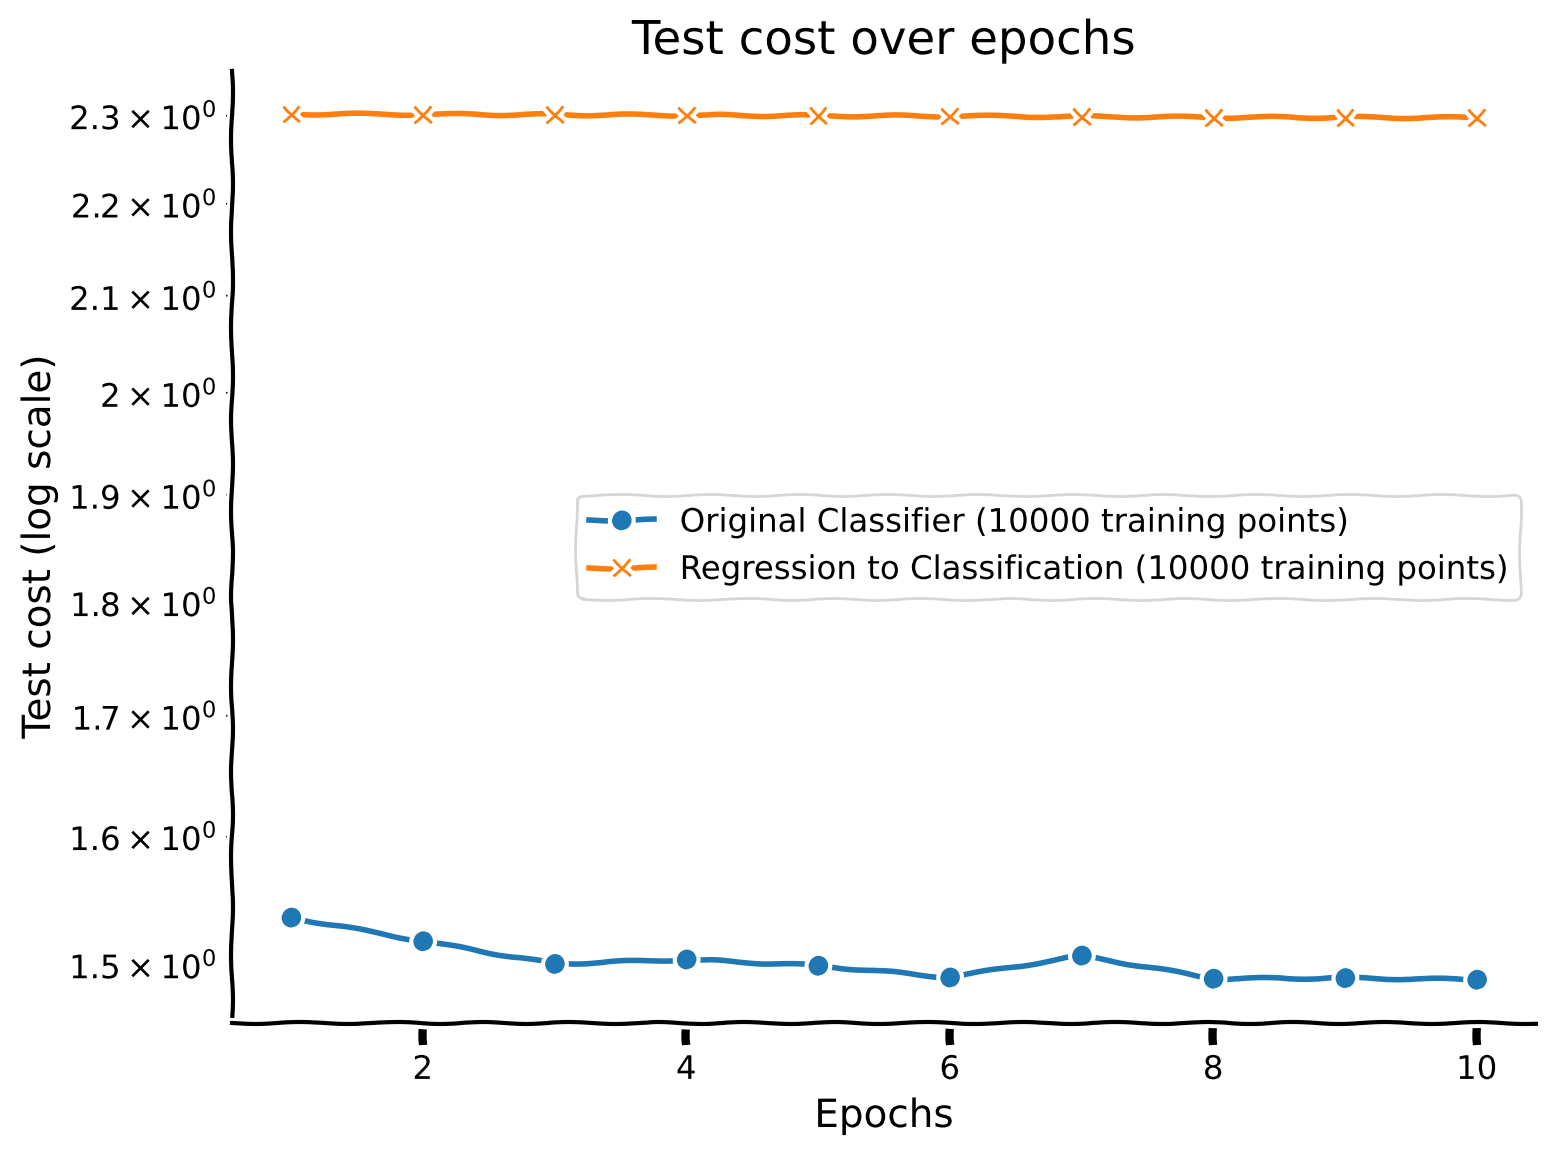 Test cost over epochs
2.3 × 10⁰
2.2 × 10⁰
2.1 × 10⁰
2 × 10⁰
1.9 × 10⁰
1.8 × 10⁰
1.7 × 10⁰
1.6 × 10⁰
1.5 × 10⁰
Test cost (log scale)
Original Classifier (10000 training points)
Regression to Classification (10000 training points)
2 4 6 8 10
Epochs